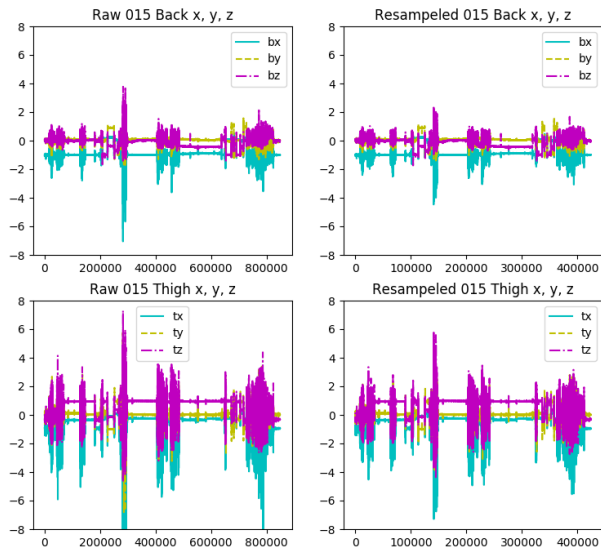 Raw 015 Back x, y, z
8
6
4
2
0
−2
−4
−6
−8
bx
by
bz
0 200000 400000 600000 800000
Resampeled 015 Back x, y, z
8
6
4
2
0
−2
−4
−6
−8
bx
by
bz
0 100000 200000 300000 400000
Raw 015 Thigh x, y, z
8
6
4
2
0
−2
−4
−6
−8
tx
ty
tz
0 200000 400000 600000 800000
Resampeled 015 Thigh x, y, z
8
6
4
2
0
−2
−4
−6
−8
tx
ty
tz
0 100000 200000 300000 400000